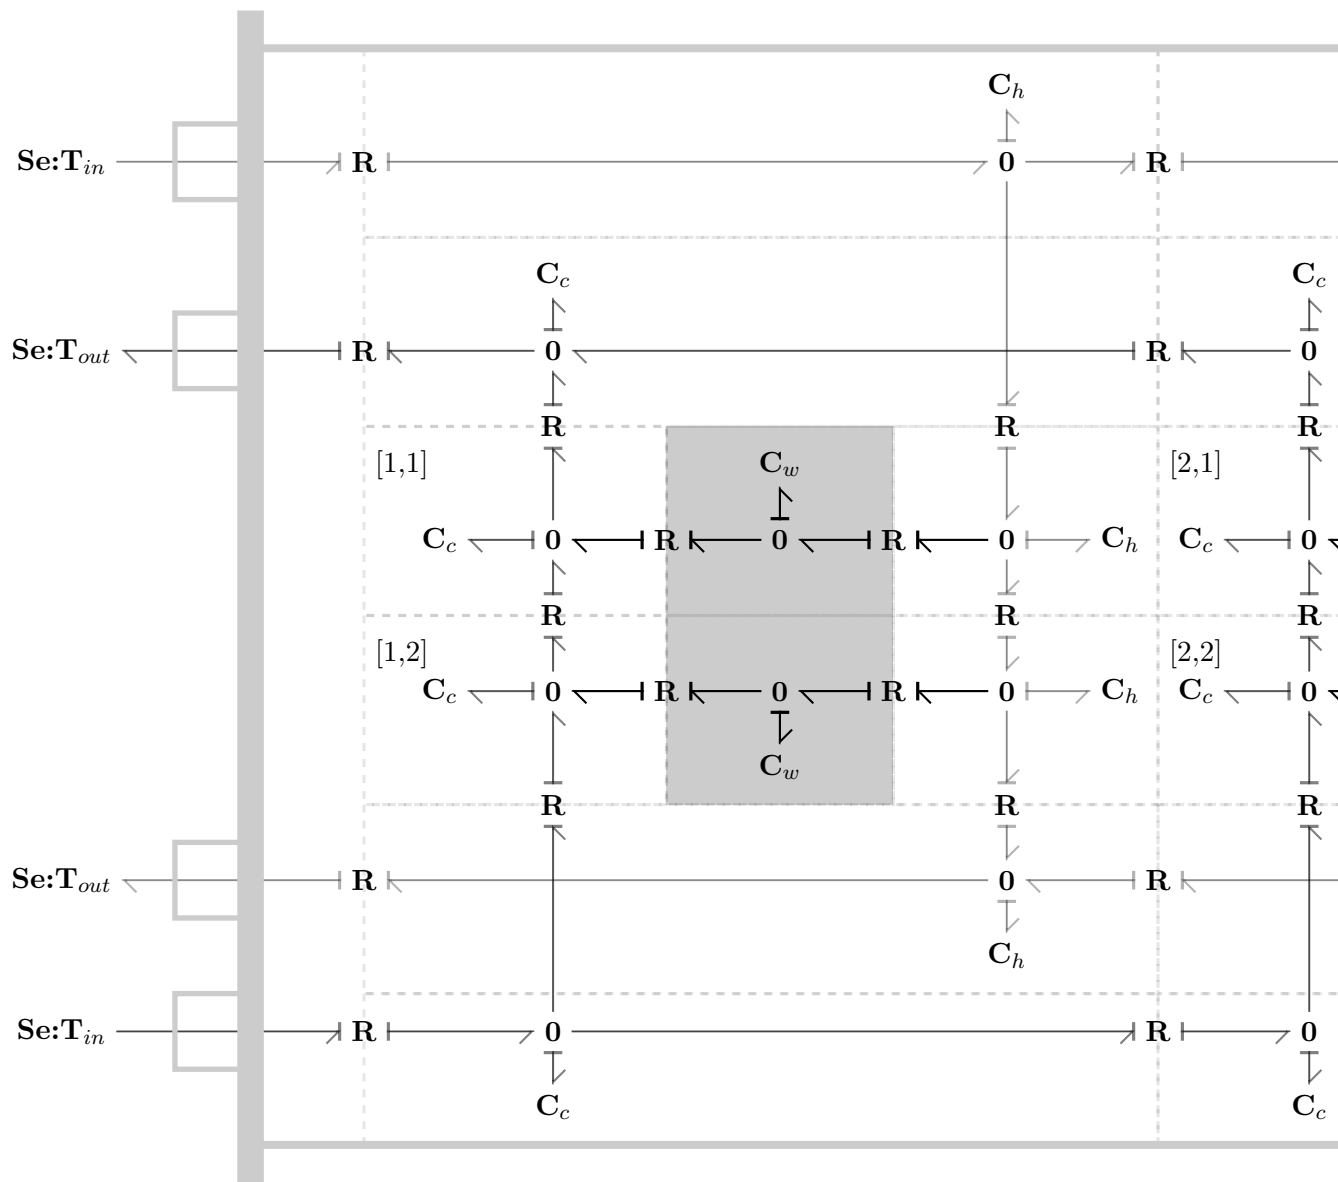 C_h
Se:T_in R 0 R
C_c C_c
Se:T_out R 0 R 0
R R R
[1,1] C_w [2,1]
C_c 0 R 0 R 0 C_h C_c 0
R R R
[1,2] [2,2]
C_c 0 R 0 R 0 C_h C_c 0
C_w
R R R
Se:T_out R 0 R
C_h
Se:T_in R 0 R 0
C_c C_c